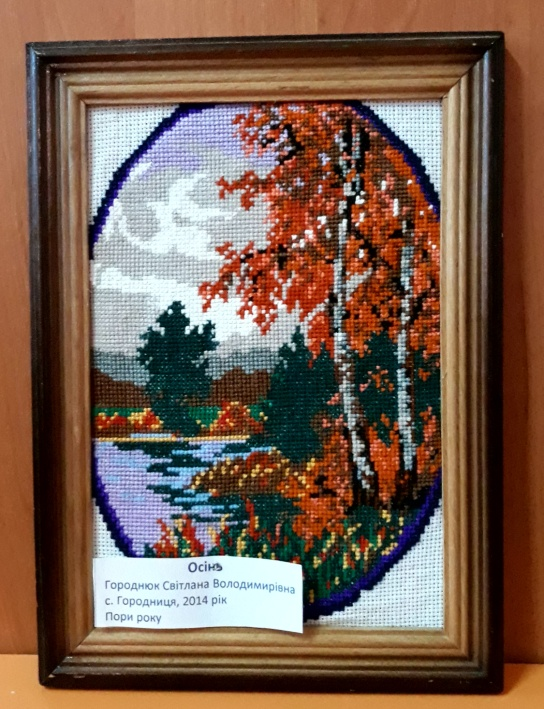 Осінь
Городнюк Світлана Володимирівна
с. Городниця, 2014 рік
Пори року